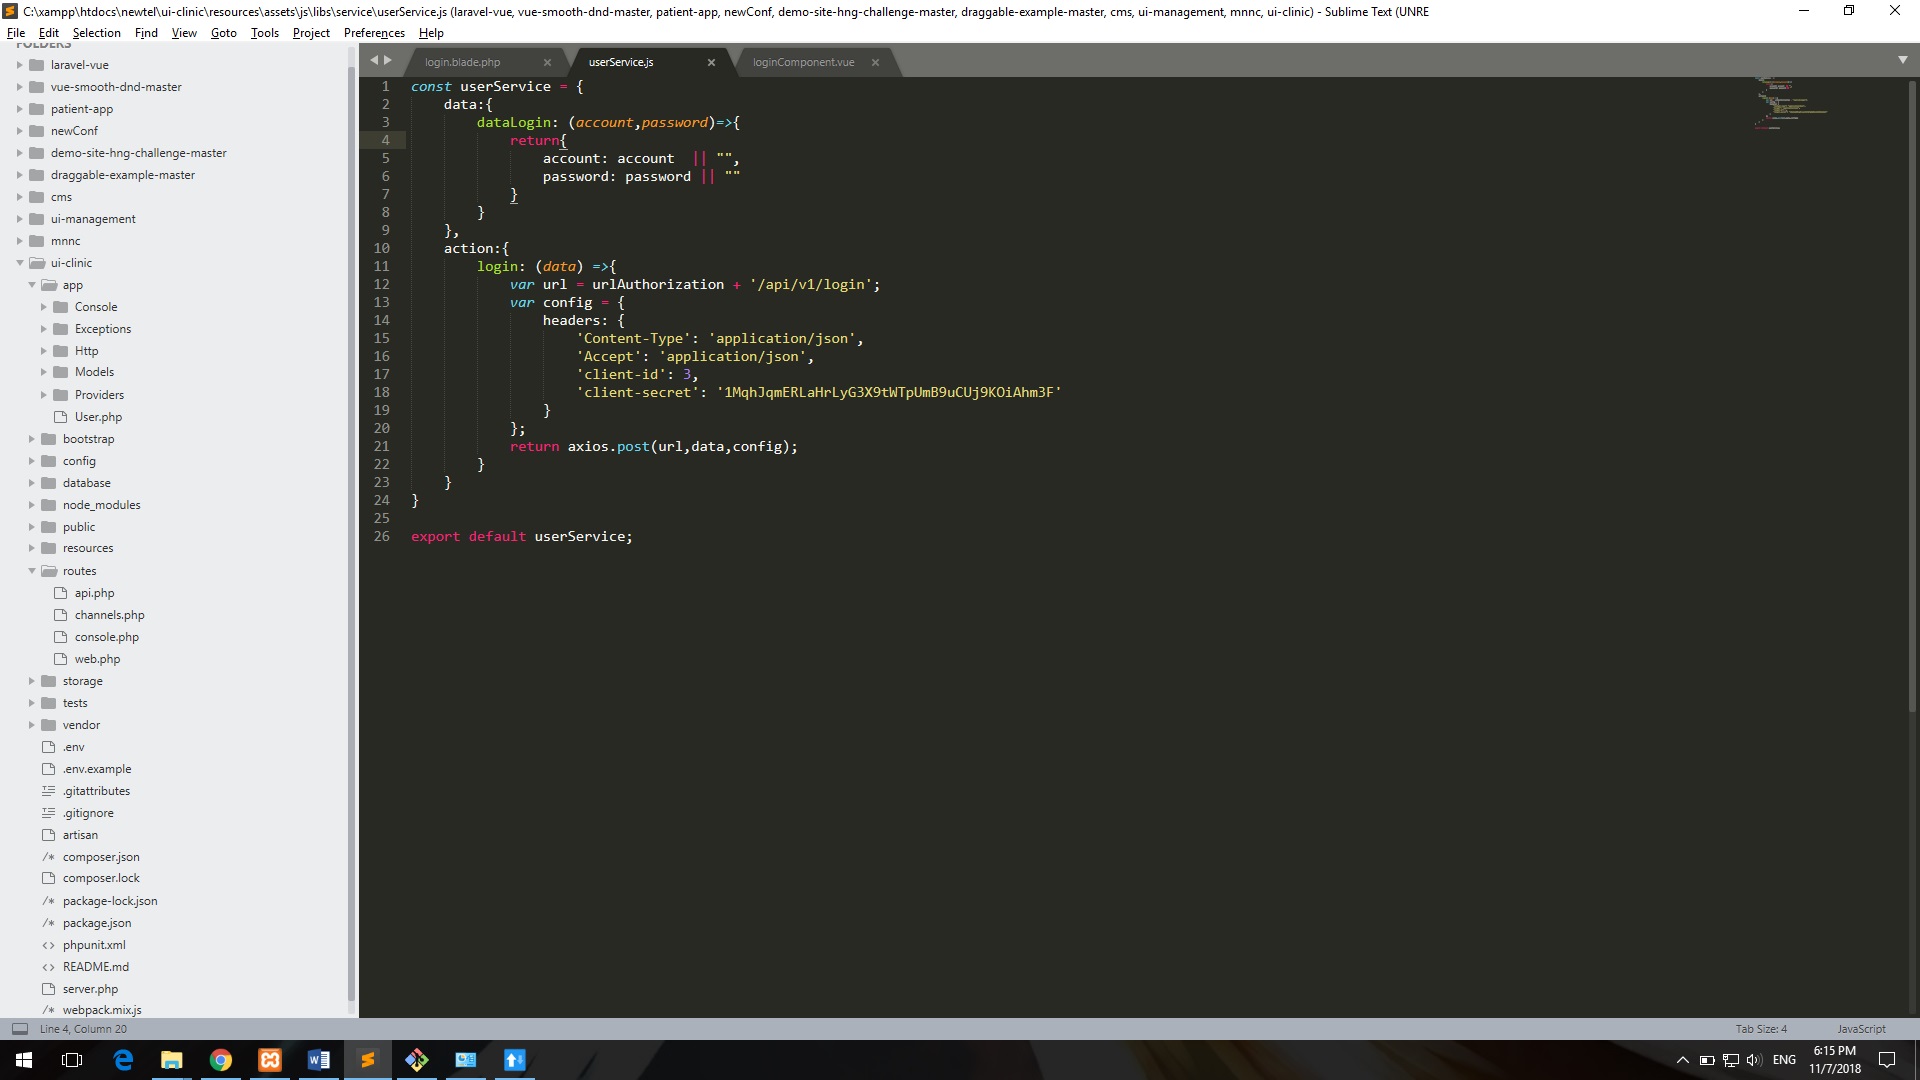 C:\xampp\htdocs\newtel\ui-clinic\resources\assets\js\libs\service\userService.js (laravel-vue, vue-smooth-dnd-master, patient-app, newConf, demo-site-hng-challenge-master, draggable-example-master, cms, ui-management, mnnc, ui-clinic) - Sublime Text (UNRE
File Edit Selection Find View Goto Tools Project Preferences Help
FOLDERS
laravel-vue
vue-smooth-dnd-master
patient-app
newConf
demo-site-hng-challenge-master
draggable-example-master
cms
ui-management
mnnc
ui-clinic
app
Console
Exceptions
Http
Models
Providers
User.php
bootstrap
config
database
node_modules
public
resources
routes
api.php
channels.php
console.php
web.php
storage
tests
vendor
.env
.env.example
.gitattributes
.gitignore
artisan
/* composer.json
composer.lock
/* package-lock.json
/* package.json
<> phpunit.xml
<> README.md
server.php
/* webpack.mix.js
login.blade.php × userService.js × loginComponent.vue ×
1 const userService = {
2     data:{
3         dataLogin: (account,password)=>{
4             return{
5                 account: account  || "",
6                 password: password || ""
7             }
8         }
9     },
10     action:{
11         login: (data) =>{
12             var url = urlAuthorization + '/api/v1/login';
13             var config = {
14                 headers: {
15                     'Content-Type': 'application/json',
16                     'Accept': 'application/json',
17                     'client-id': 3,
18                     'client-secret': '1MqhJqmERLaHrLyG3X9tWTpUmB9uCUj9KOiAhm3F'
19                 }
20             };
21             return axios.post(url,data,config);
22         }
23     }
24 }
25
26 export default userService;
Line 4, Column 20
Tab Size: 4 JavaScript
ENG
6:15 PM
11/7/2018